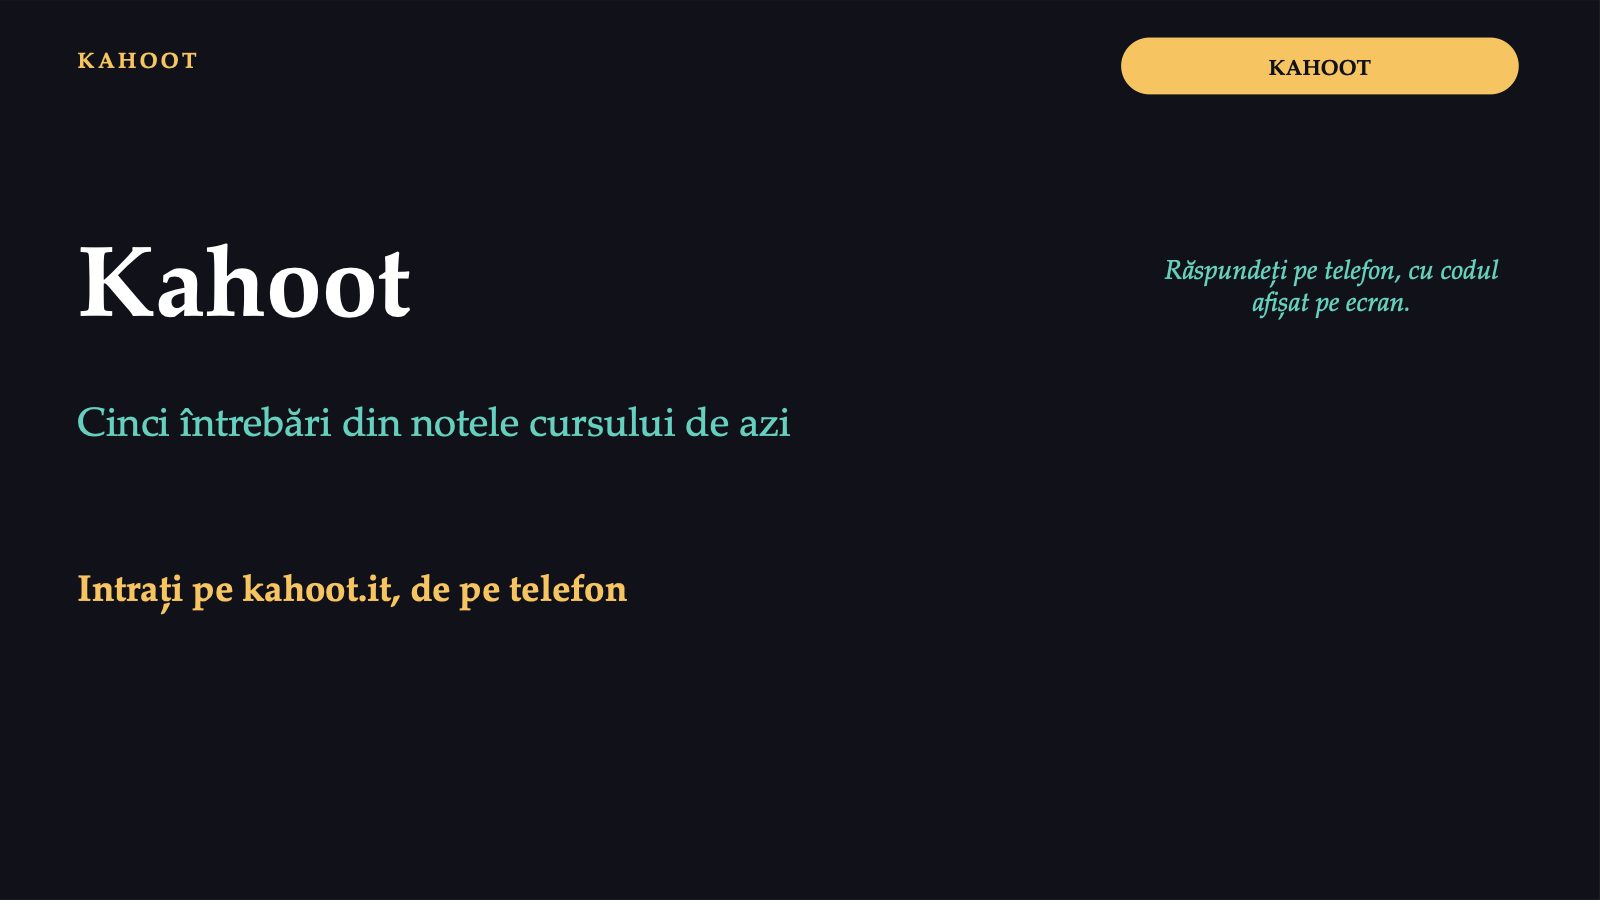 KAHOOT
KAHOOT
Kahoot
Răspundeți pe telefon, cu codul
afișat pe ecran.
Cinci întrebări din notele cursului de azi
Intrați pe kahoot.it, de pe telefon